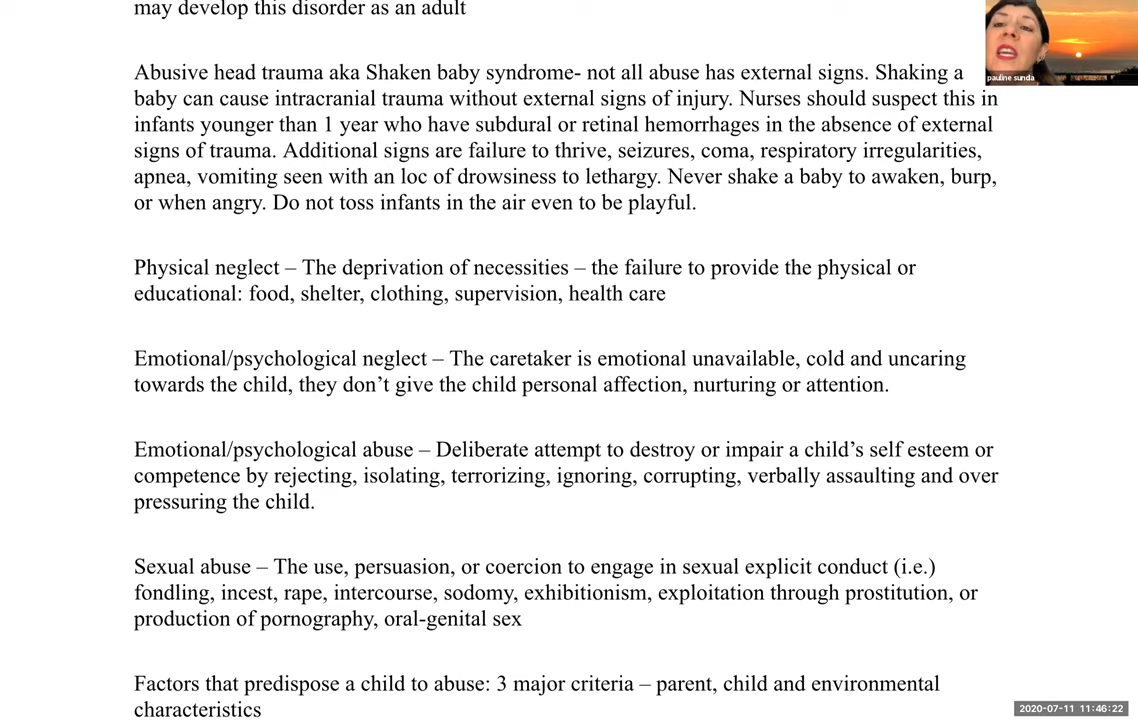 may develop this disorder as an adult
Abusive head trauma aka Shaken baby syndrome- not all abuse has external signs. Shaking a
baby can cause intracranial trauma without external signs of injury. Nurses should suspect this in
infants younger than 1 year who have subdural or retinal hemorrhages in the absence of external
signs of trauma. Additional signs are failure to thrive, seizures, coma, respiratory irregularities,
apnea, vomiting seen with an loc of drowsiness to lethargy. Never shake a baby to awaken, burp,
or when angry. Do not toss infants in the air even to be playful.
Physical neglect – The deprivation of necessities – the failure to provide the physical or
educational: food, shelter, clothing, supervision, health care
Emotional/psychological neglect – The caretaker is emotional unavailable, cold and uncaring
towards the child, they don’t give the child personal affection, nurturing or attention.
Emotional/psychological abuse – Deliberate attempt to destroy or impair a child’s self esteem or
competence by rejecting, isolating, terrorizing, ignoring, corrupting, verbally assaulting and over
pressuring the child.
Sexual abuse – The use, persuasion, or coercion to engage in sexual explicit conduct (i.e.)
fondling, incest, rape, intercourse, sodomy, exhibitionism, exploitation through prostitution, or
production of pornography, oral-genital sex
Factors that predispose a child to abuse: 3 major criteria – parent, child and environmental
characteristics
pauline sunda
2020-07-11 11:46:22